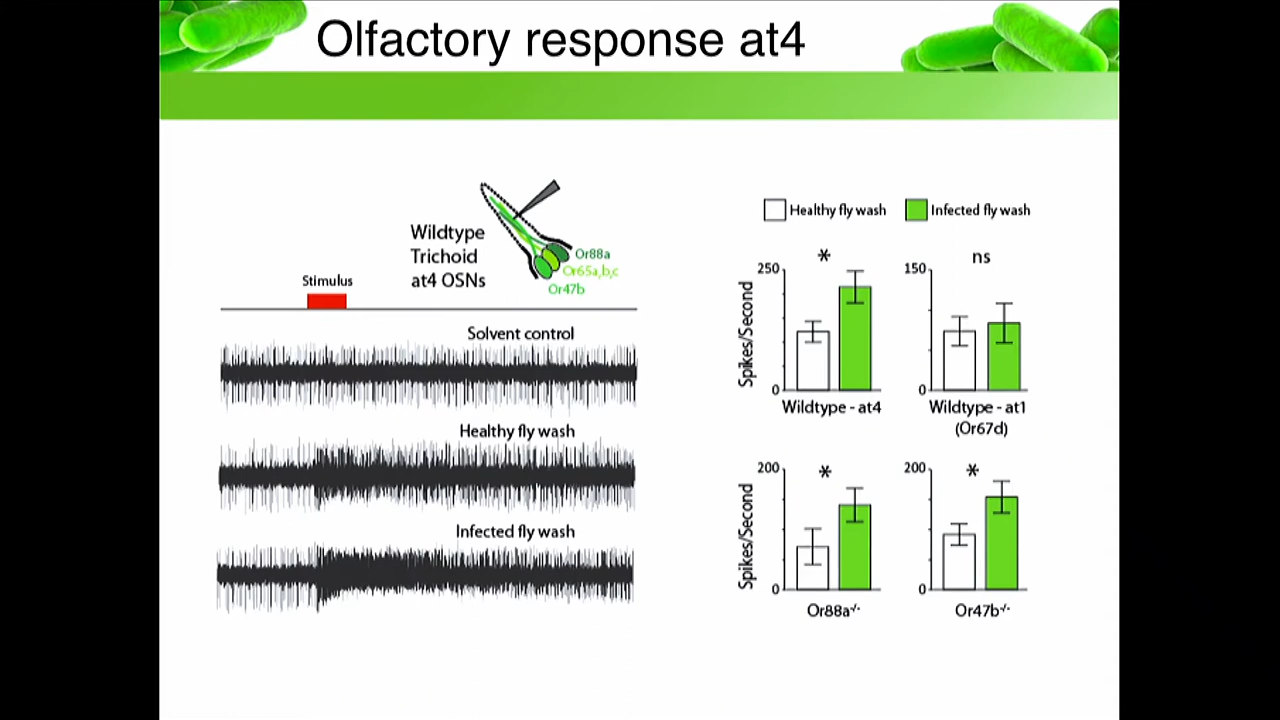 Olfactory response at4
Wildtype
Trichoid
at4 OSNs
Or88a
Or65a,b,c
Or47b
Stimulus
Solvent control
Healthy fly wash
Infected fly wash
Healthy fly wash
Infected fly wash
Spikes/Second
250
0
*
Wildtype - at4
150
0
ns
Wildtype - at1
(Or67d)
Spikes/Second
200
0
*
Or88a-/-
200
0
*
Or47b-/-